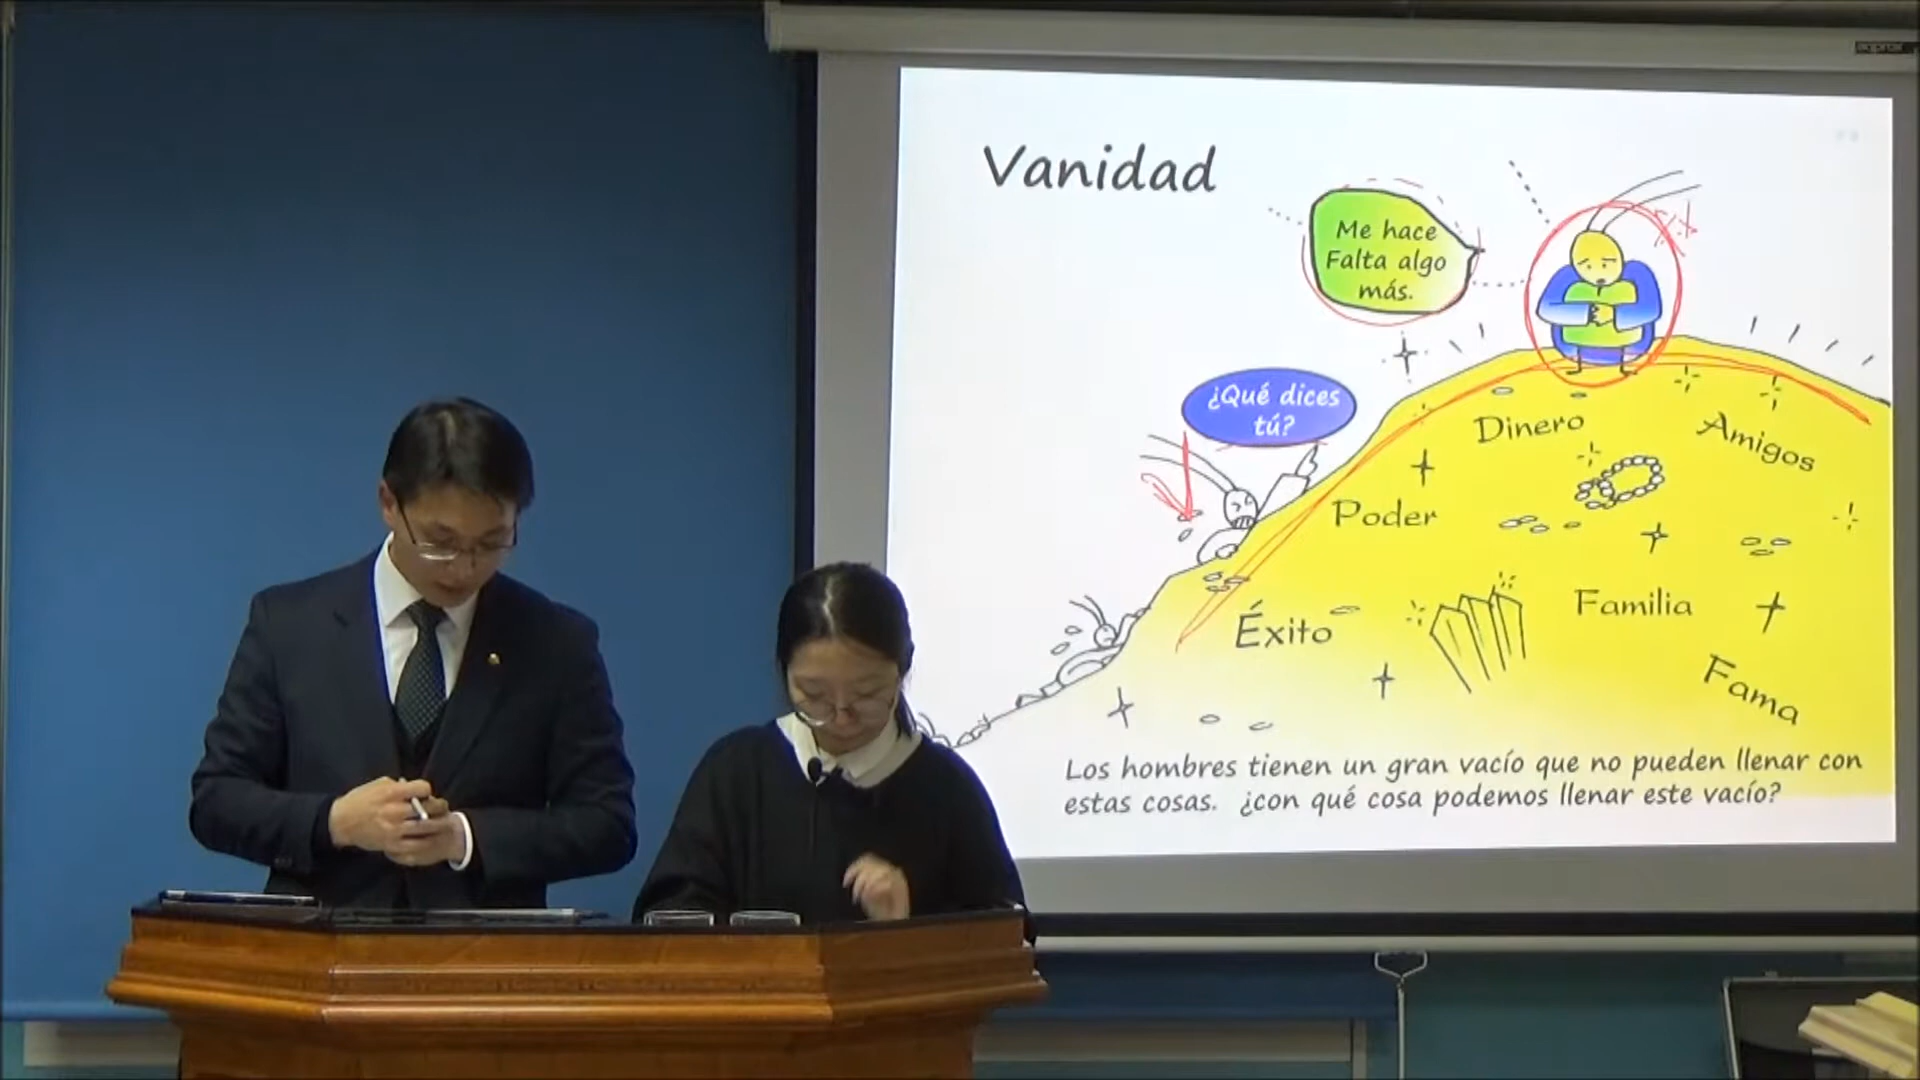 Vanidad
Me hace
Falta algo
más.
¿Qué dices
tú?
Dinero
Amigos
Poder
Éxito
Familia
Fama
Los hombres tienen un gran vacío que no pueden llenar con
estas cosas. ¿con qué cosa podemos llenar este vacío?